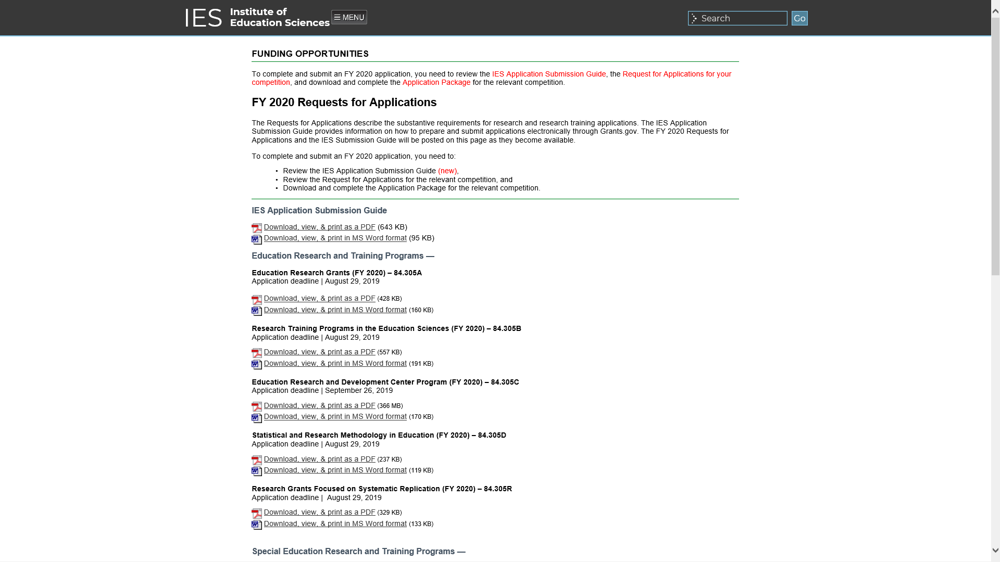 IES Institute of
Education Sciences
☰ MENU
Search
Go
FUNDING OPPORTUNITIES
To complete and submit an FY 2020 application, you need to review the IES Application Submission Guide, the Request for Applications for your
competition, and download and complete the Application Package for the relevant competition.
FY 2020 Requests for Applications
The Requests for Applications describe the substantive requirements for research and research training applications. The IES Application
Submission Guide provides information on how to prepare and submit applications electronically through Grants.gov. The FY 2020 Requests for
Applications and the IES Submission Guide will be posted on this page as they become available.
To complete and submit an FY 2020 application, you need to:
• Review the IES Application Submission Guide (new),
• Review the Request for Applications for the relevant competition, and
• Download and complete the Application Package for the relevant competition.
IES Application Submission Guide
Download, view, & print as a PDF (643 KB)
Download, view, & print in MS Word format (95 KB)
Education Research and Training Programs —
Education Research Grants (FY 2020) – 84.305A
Application deadline | August 29, 2019
Download, view, & print as a PDF (428 KB)
Download, view, & print in MS Word format (160 KB)
Research Training Programs in the Education Sciences (FY 2020) – 84.305B
Application deadline | August 29, 2019
Download, view, & print as a PDF (557 KB)
Download, view, & print in MS Word format (191 KB)
Education Research and Development Center Program (FY 2020) – 84.305C
Application deadline | September 26, 2019
Download, view, & print as a PDF (366 MB)
Download, view, & print in MS Word format (170 KB)
Statistical and Research Methodology in Education (FY 2020) – 84.305D
Application deadline | August 29, 2019
Download, view, & print as a PDF (237 KB)
Download, view, & print in MS Word format (119 KB)
Research Grants Focused on Systematic Replication (FY 2020) – 84.305R
Application deadline | August 29, 2019
Download, view, & print as a PDF (329 KB)
Download, view, & print in MS Word format (133 KB)
Special Education Research and Training Programs —